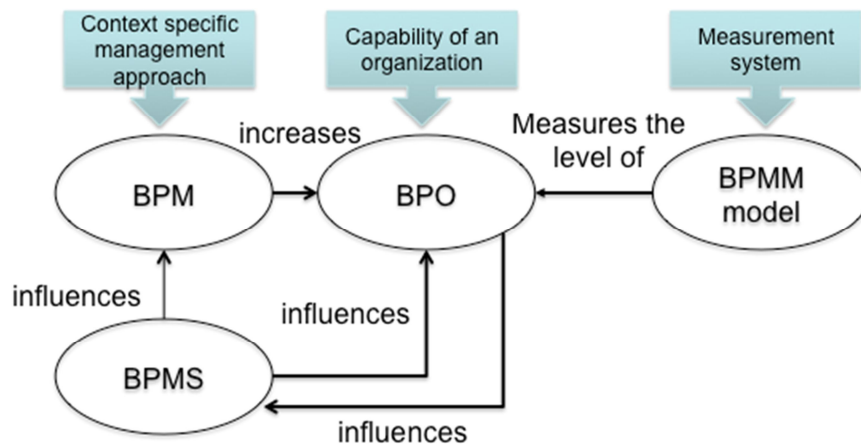 Context specific
management
approach
Capability of an
organization
Measurement
system
increases
Measures the
level of
BPM
BPO
BPMM
model
influences
influences
BPMS
influences